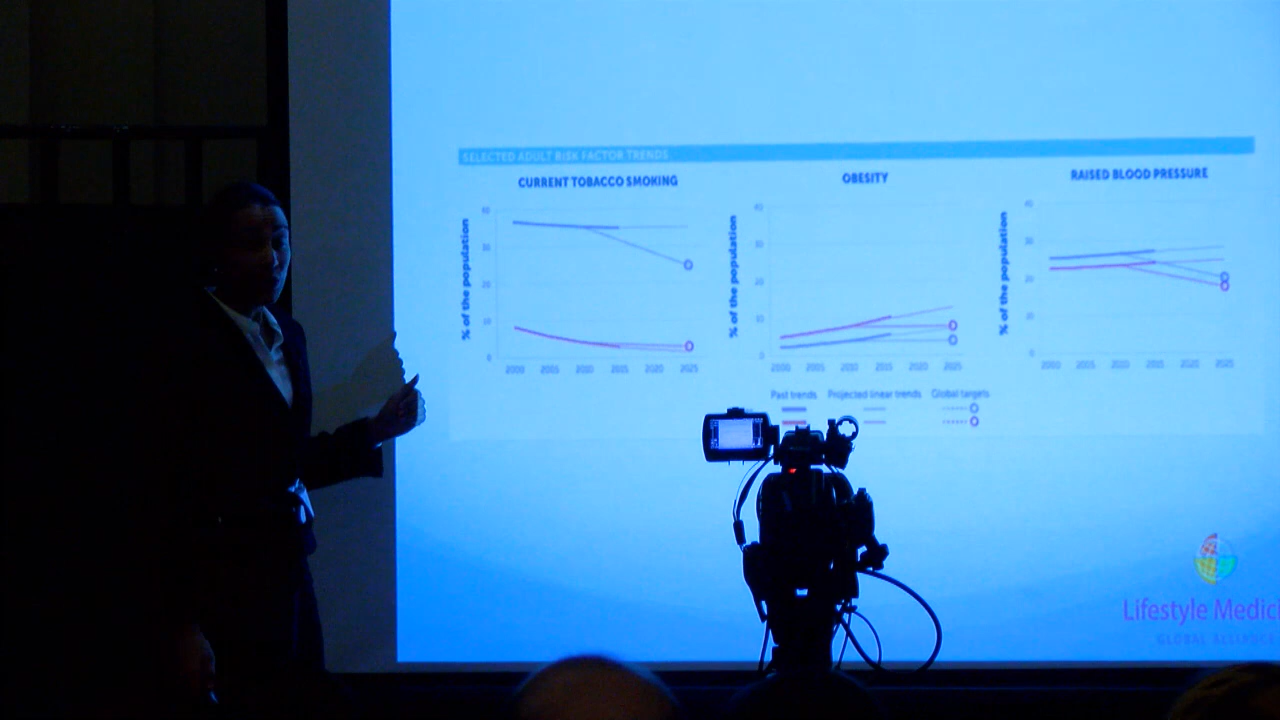 SELECTED ADULT RISK FACTOR TRENDS
CURRENT TOBACCO SMOKING
OBESITY
RAISED BLOOD PRESSURE
% of the population
40
30
20
10
0
2000 2005 2010 2015 2020 2025
% of the population
40
30
20
10
0
2000 2005 2010 2015 2020 2025
% of the population
40
30
20
10
0
2000 2005 2010 2015 2020 2025
Past trends Projected linear trends Global targets
Lifestyle Medici
GLOBAL ALLIANCE